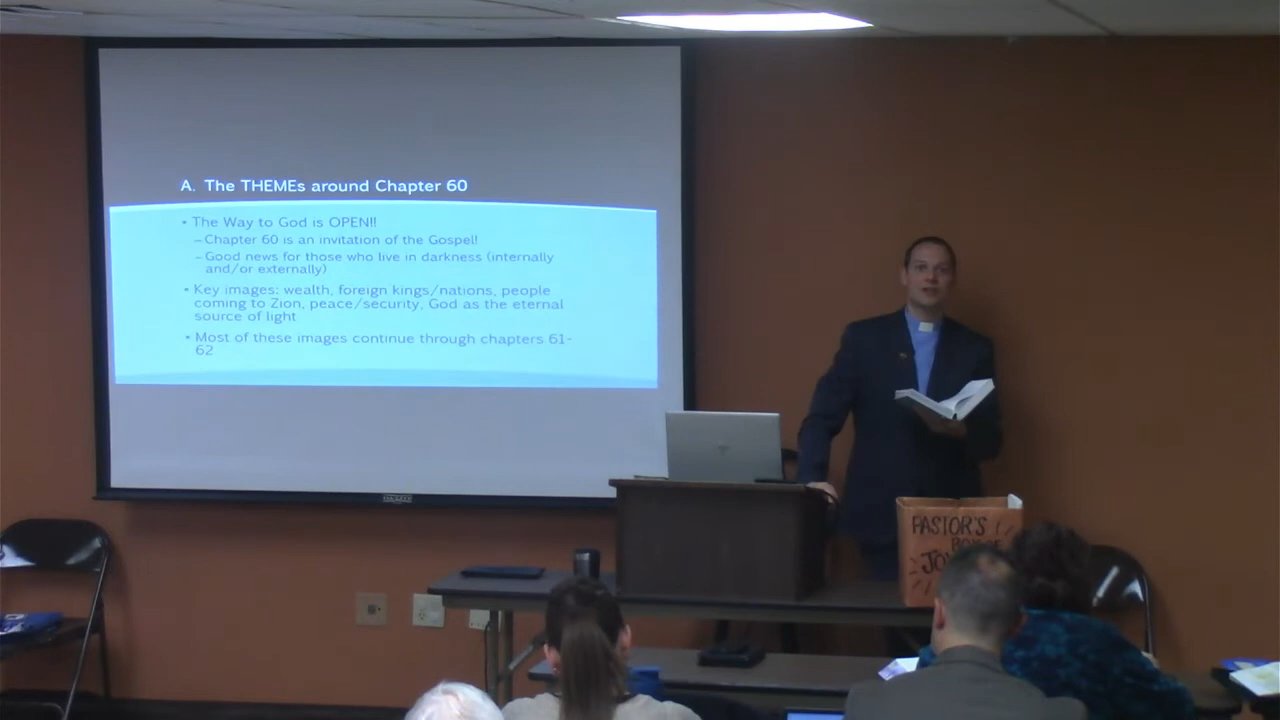 A. The THEMEs around Chapter 60
• The Way to God is OPEN!!
– Chapter 60 is an invitation of the Gospel!
– Good news for those who live in darkness (internally
and/or externally)
• Key images: wealth, foreign kings/nations, people
coming to Zion, peace/security, God as the eternal
source of light
• Most of these images continue through chapters 61-
62
PASTOR'S